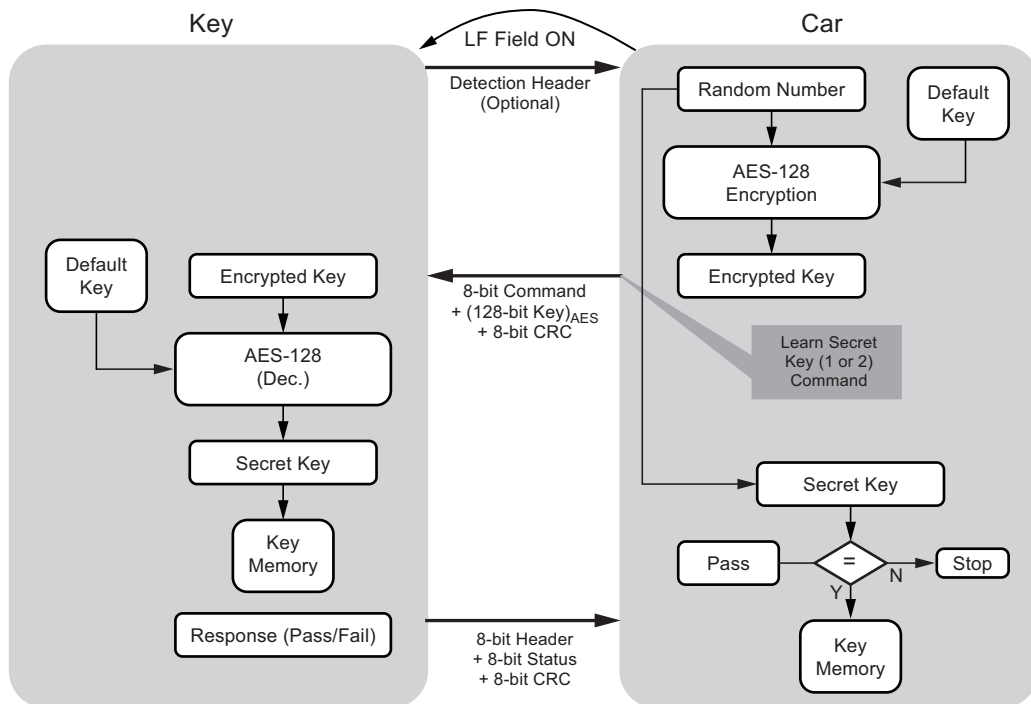 Key
LF Field ON
Car
Detection Header
(Optional)
Random Number
Default
Key
AES-128
Encryption
Encrypted Key
Default
Key
Encrypted Key
8-bit Command
+ (128-bit Key)AES
+ 8-bit CRC
AES-128
(Dec.)
Learn Secret
Key (1 or 2)
Command
Secret Key
Key
Memory
Response (Pass/Fail)
8-bit Header
+ 8-bit Status
+ 8-bit CRC
Secret Key
Pass
=
N
Stop
Y
Key
Memory